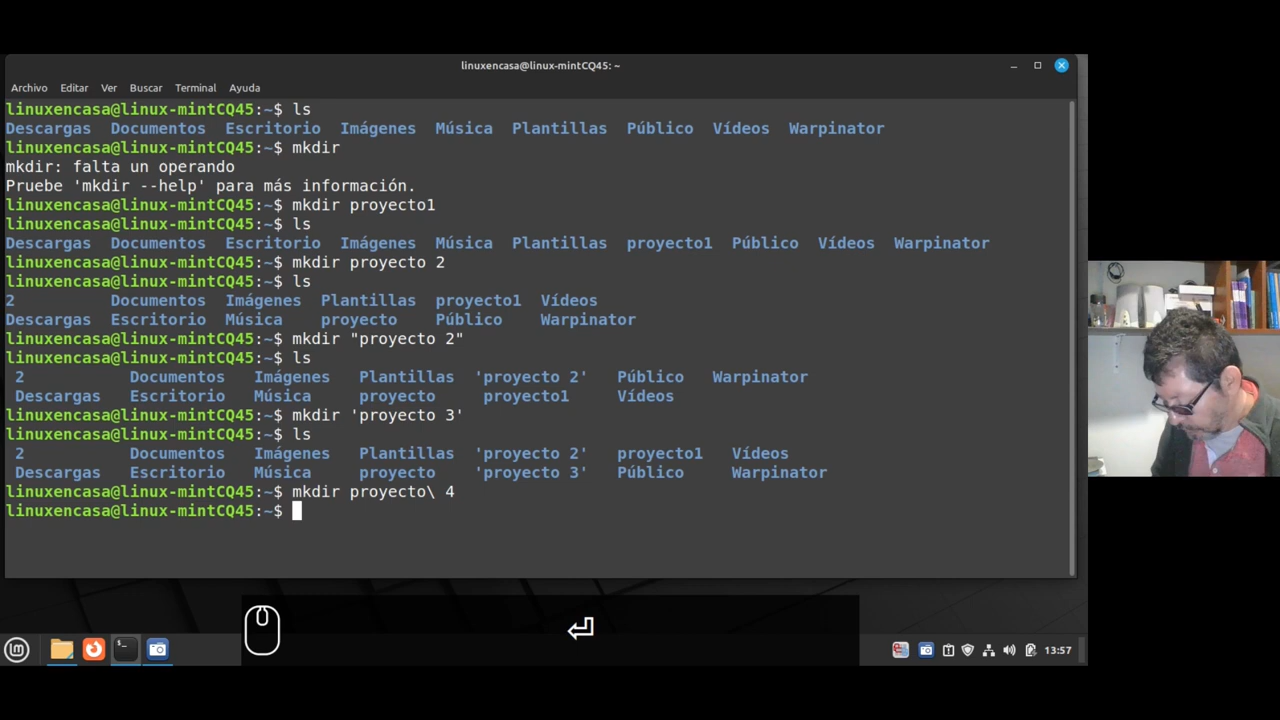 linuxencasa@linux-mintCQ45: ~
Archivo Editar Ver Buscar Terminal Ayuda
linuxencasa@linux-mintCQ45:~$ ls
Descargas Documentos Escritorio Imágenes Música Plantillas Público Vídeos Warpinator
linuxencasa@linux-mintCQ45:~$ mkdir
mkdir: falta un operando
Pruebe 'mkdir --help' para más información.
linuxencasa@linux-mintCQ45:~$ mkdir proyecto1
linuxencasa@linux-mintCQ45:~$ ls
Descargas Documentos Escritorio Imágenes Música Plantillas proyecto1 Público Vídeos Warpinator
linuxencasa@linux-mintCQ45:~$ mkdir proyecto 2
linuxencasa@linux-mintCQ45:~$ ls
2 Documentos Imágenes Plantillas proyecto1 Vídeos
Descargas Escritorio Música proyecto Público Warpinator
linuxencasa@linux-mintCQ45:~$ mkdir "proyecto 2"
linuxencasa@linux-mintCQ45:~$ ls
2 Documentos Imágenes Plantillas 'proyecto 2' Público Warpinator
Descargas Escritorio Música proyecto proyecto1 Vídeos
linuxencasa@linux-mintCQ45:~$ mkdir 'proyecto 3'
linuxencasa@linux-mintCQ45:~$ ls
2 Documentos Imágenes Plantillas 'proyecto 2' proyecto1 Vídeos
Descargas Escritorio Música proyecto 'proyecto 3' Público Warpinator
linuxencasa@linux-mintCQ45:~$ mkdir proyecto\ 4
linuxencasa@linux-mintCQ45:~$
13:57